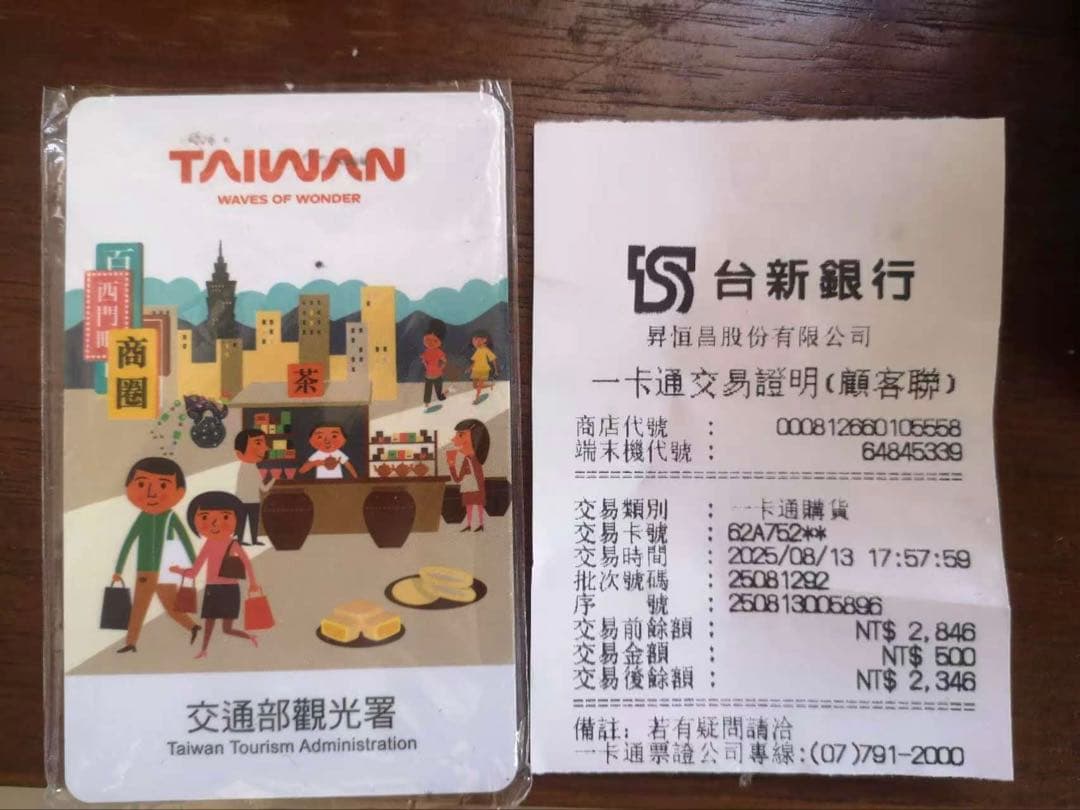 TAIWAN
WAVES OF WONDER
百
西門
商圈
茶
交通部觀光署
Taiwan Tourism Administration
台新銀行
昇恒昌股份有限公司
一卡通交易證明(顧客聯)
商店代號 : 000812660105558
端末機代號 : 64845339
交易類別 : 一卡通購貨
交易卡號 : 62A752**
交易時間 : 2025/08/13 17:57:59
批次號碼 : 25081292
序 號 : 250813005896
交易前餘額 : NT$ 2,846
交易金額 : NT$ 500
交易後餘額 : NT$ 2,346
備註: 若有疑問請洽
一卡通票證公司專線:(07)791-2000